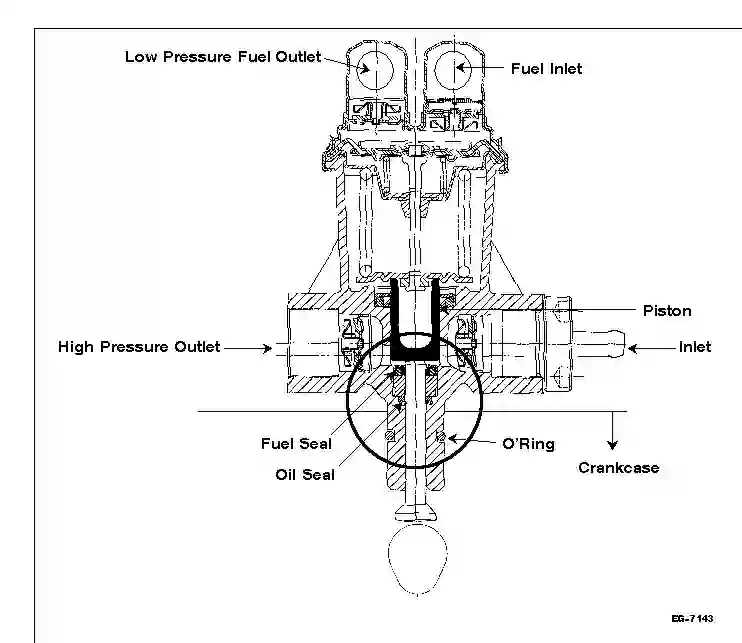 Low Pressure Fuel Outlet
Fuel Inlet
Piston
High Pressure Outlet
Inlet
Fuel Seal
O'Ring
Oil Seal
Crankcase
EG-7143